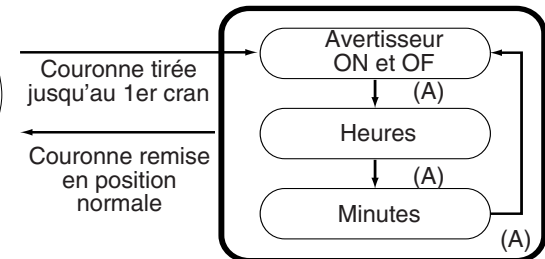 Avertisseur
ON et OF
Couronne tirée
jusqu'au 1er cran
(A)
Heures
Couronne remise
en position
normale
(A)
Minutes
(A)